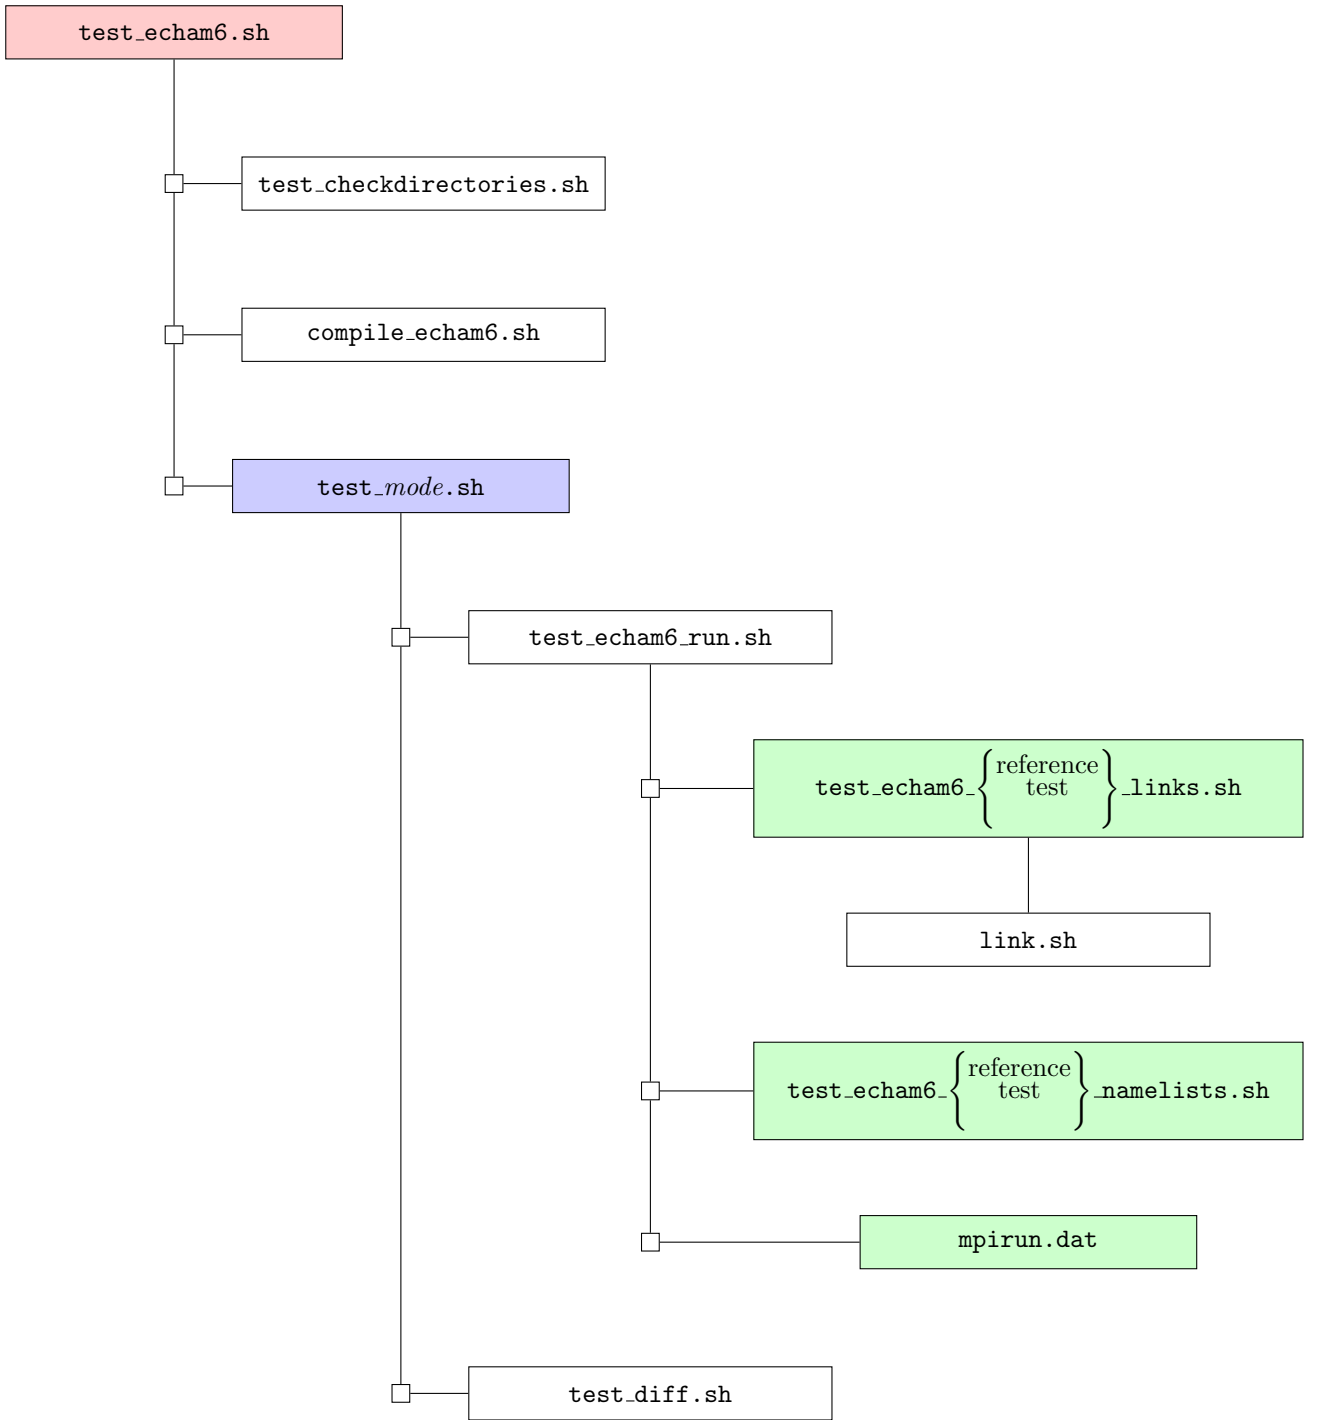 test_echam6.sh
test_checkdirectories.sh
compile_echam6.sh
test_mode.sh
test_echam6_run.sh
test_echam6_{reference
test}_links.sh
link.sh
test_echam6_{reference
test}_namelists.sh
mpirun.dat
test_diff.sh